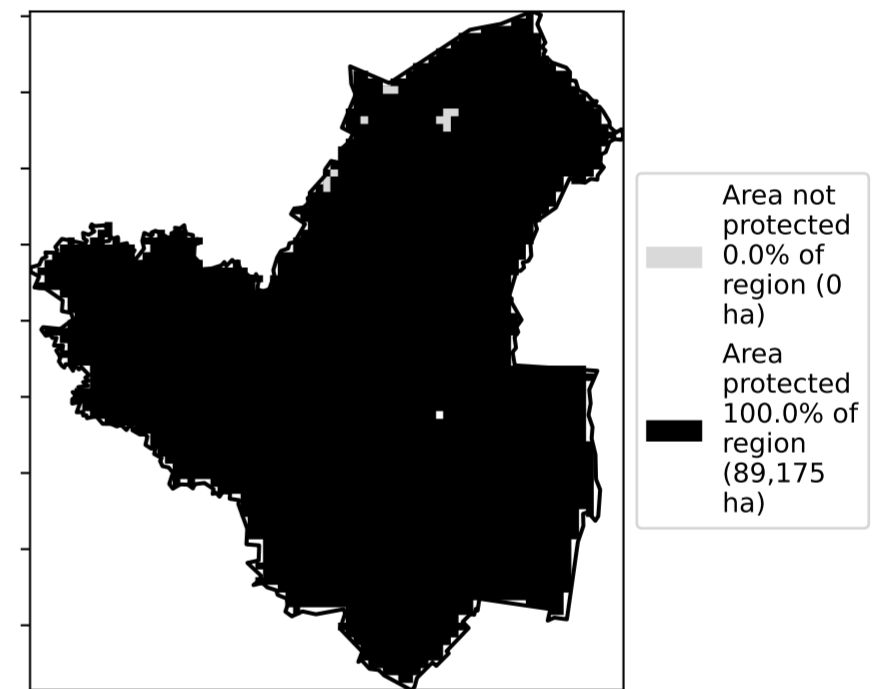 Area not
protected
0.0% of
region (0
ha)
Area
protected
100.0% of
region
(89,175
ha)